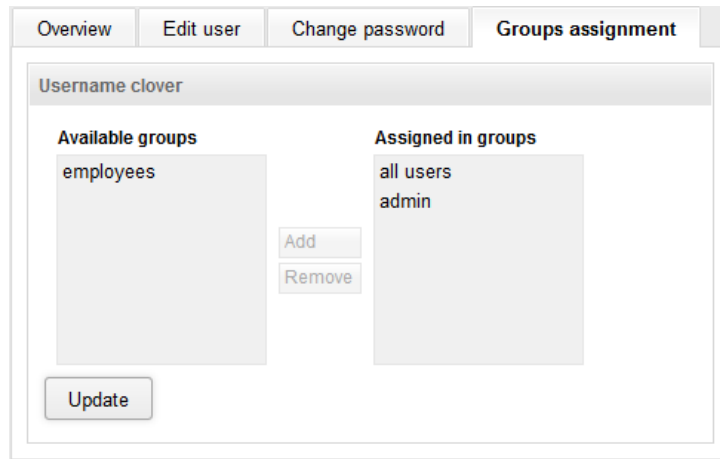 Overview Edit user Change password Groups assignment
Username clover
Available groups Assigned in groups
employees all users
admin
Add
Remove
Update